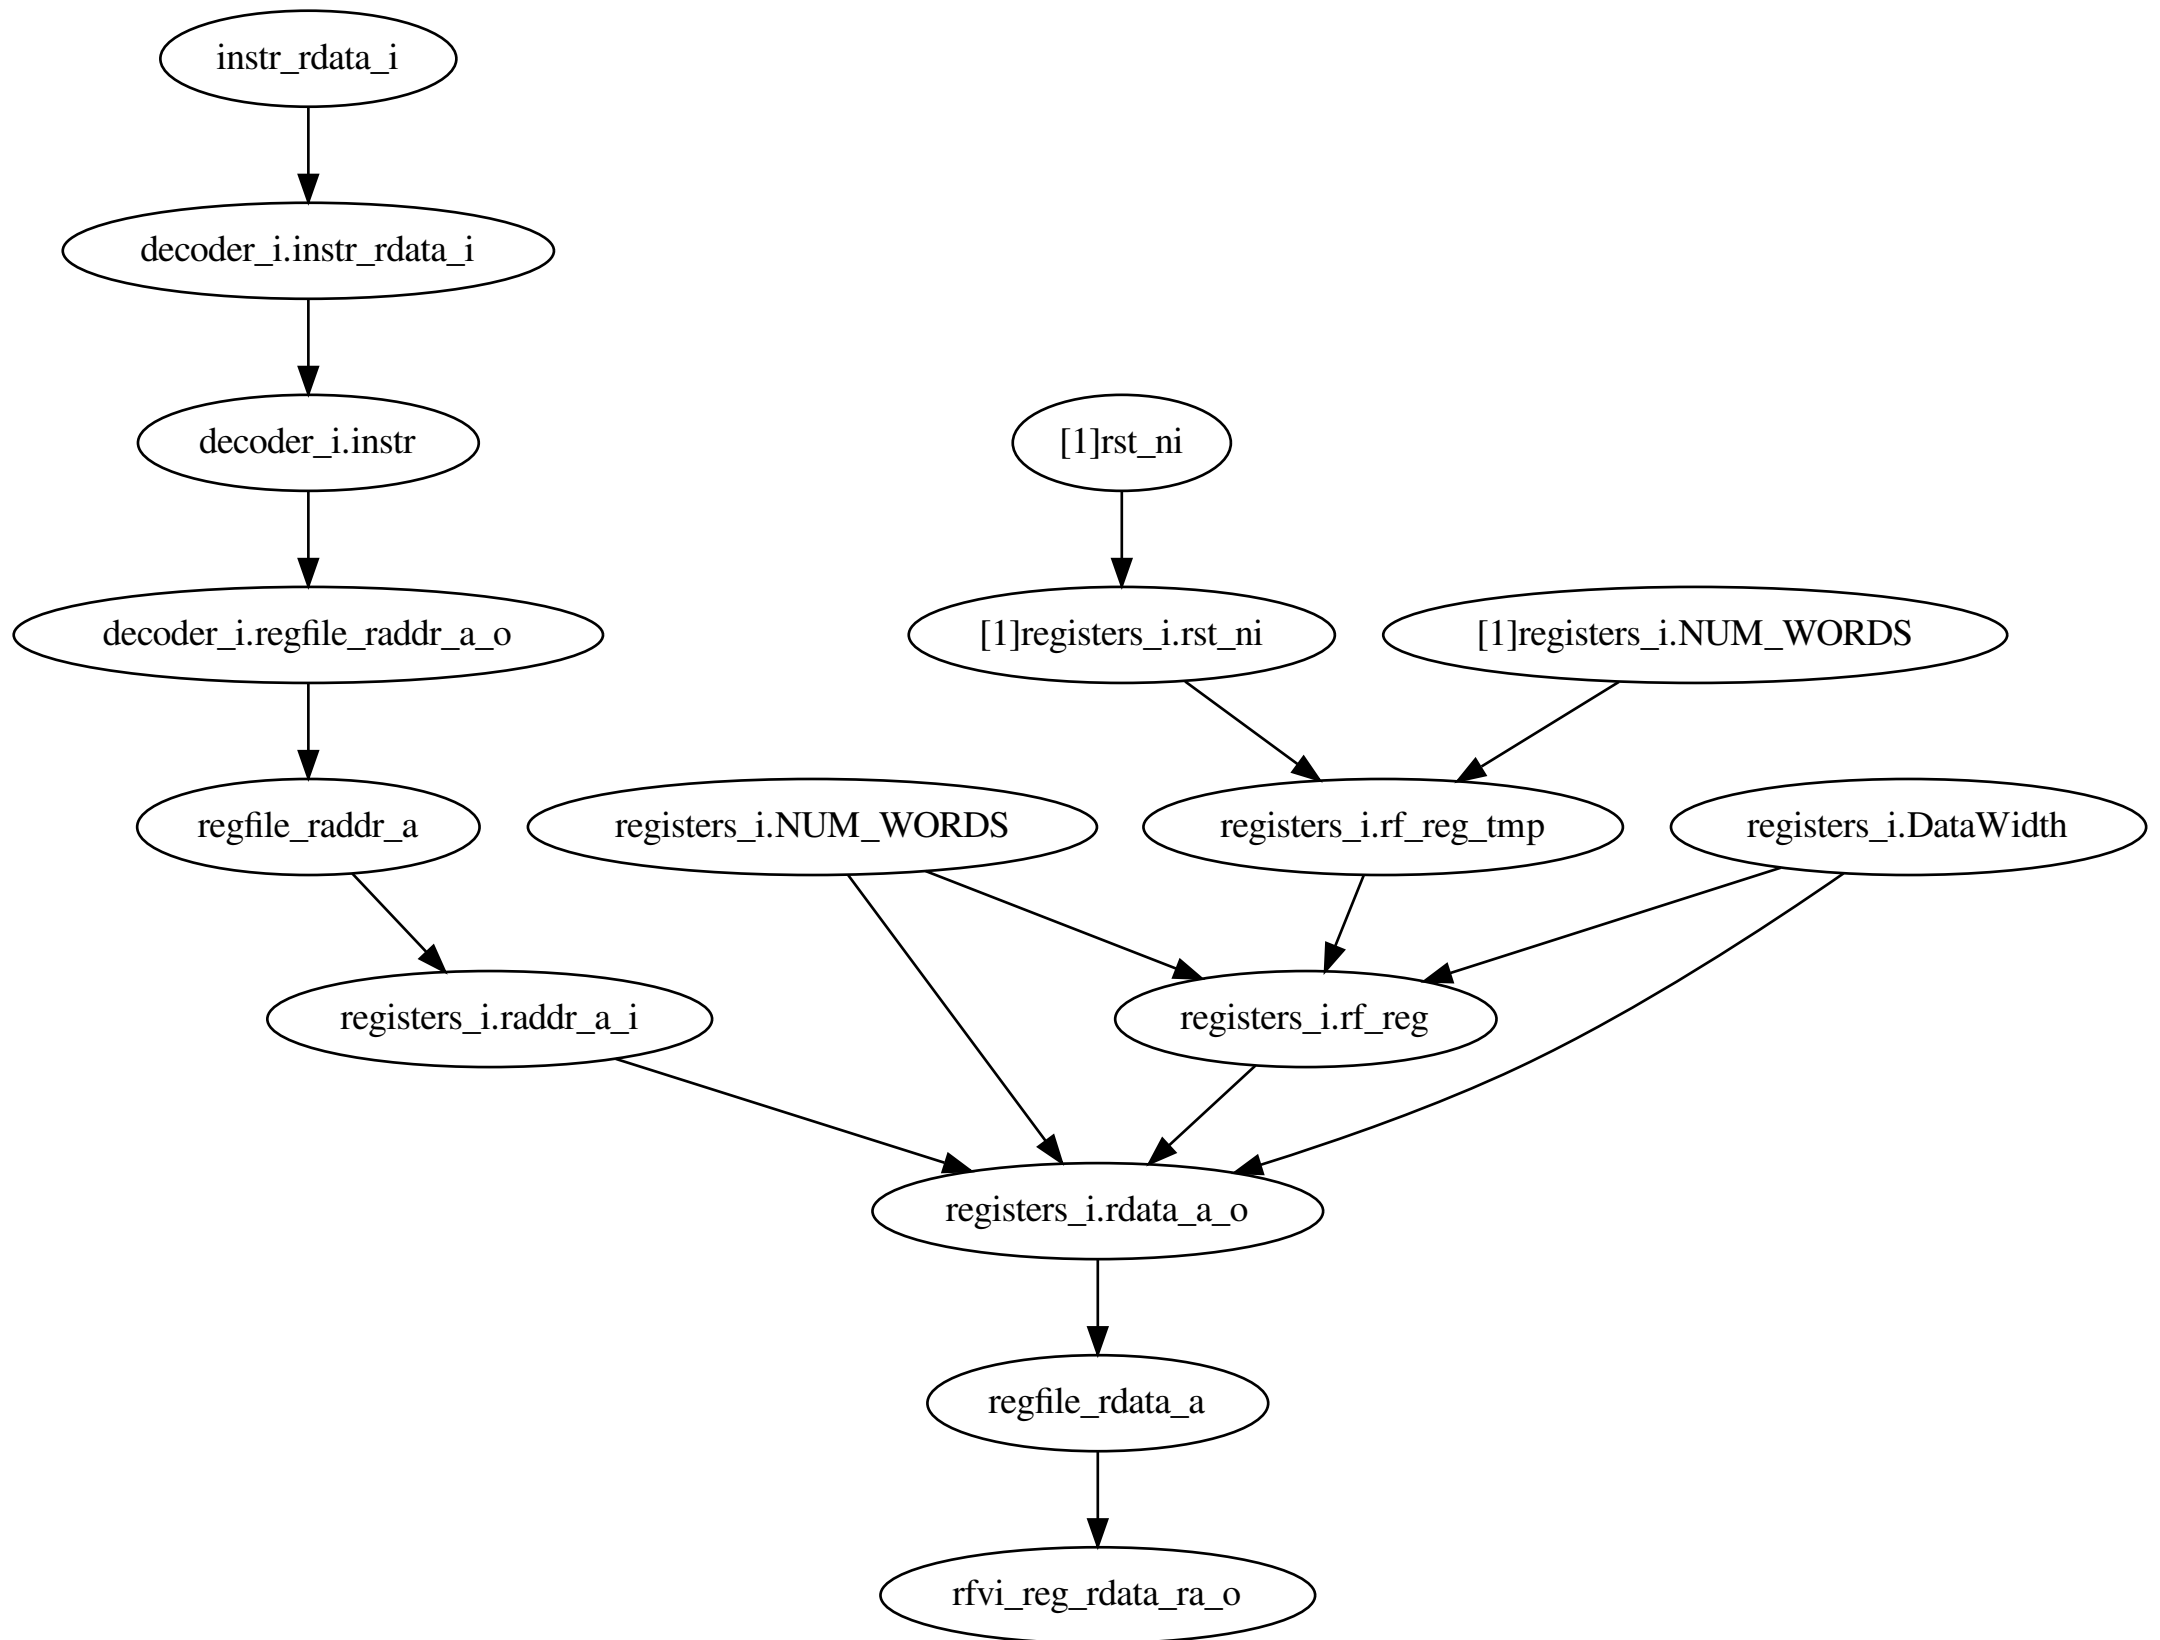 instr_rdata_i
decoder_i.instr_rdata_i
decoder_i.instr
[1]rst_ni
decoder_i.regfile_raddr_a_o
[1]registers_i.rst_ni
[1]registers_i.NUM_WORDS
regfile_raddr_a
registers_i.NUM_WORDS
registers_i.rf_reg_tmp
registers_i.DataWidth
registers_i.raddr_a_i
registers_i.rf_reg
registers_i.rdata_a_o
regfile_rdata_a
rfvi_reg_rdata_ra_o